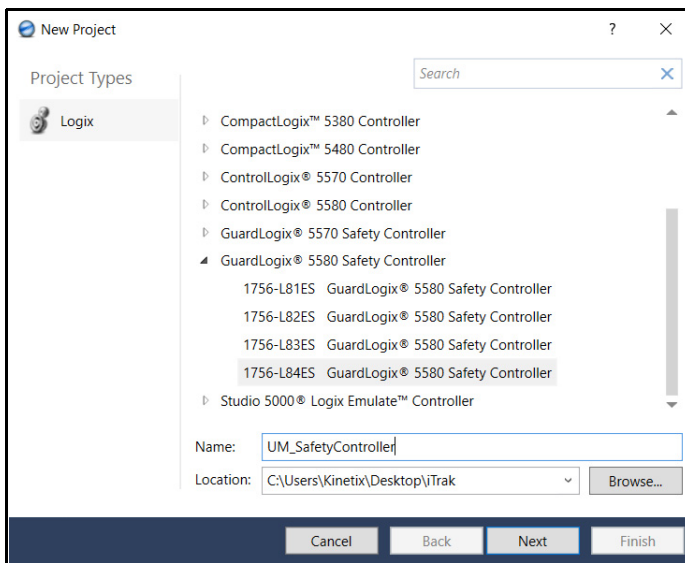 New Project
?
Project Types
Search
Logix
CompactLogix™ 5380 Controller
CompactLogix™ 5480 Controller
ControlLogix® 5570 Controller
ControlLogix® 5580 Controller
GuardLogix® 5570 Safety Controller
GuardLogix® 5580 Safety Controller
1756-L81ES GuardLogix® 5580 Safety Controller
1756-L82ES GuardLogix® 5580 Safety Controller
1756-L83ES GuardLogix® 5580 Safety Controller
1756-L84ES GuardLogix® 5580 Safety Controller
Studio 5000® Logix Emulate™ Controller
Name: UM_SafetyController
Location: C:\Users\Kinetix\Desktop\iTrak Browse...
Cancel Back Next Finish